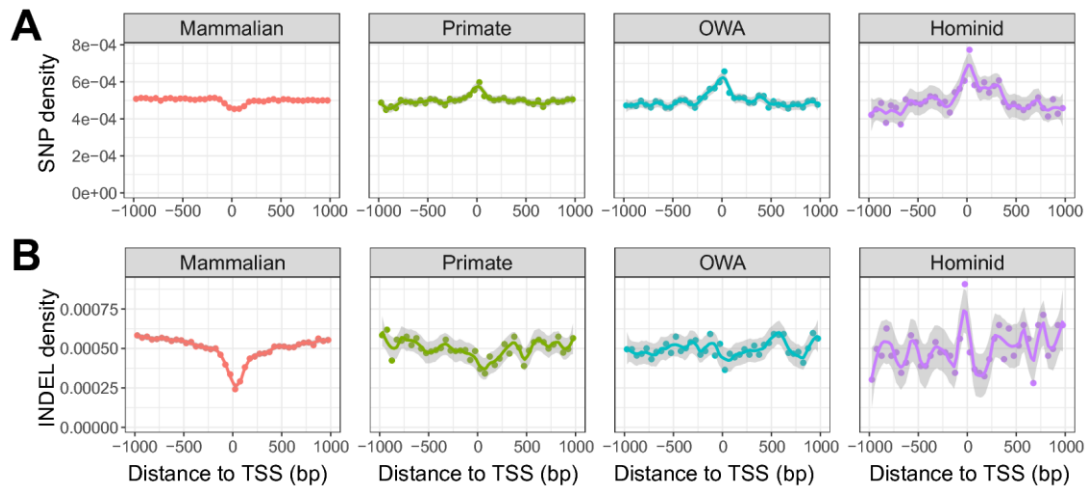 A
Mammalian Primate OWA Hominid
SNP density
8e−04
6e−04
4e−04
2e−04
0e+00
−1000 −500 0 500 1000 −1000 −500 0 500 1000 −1000 −500 0 500 1000 −1000 −500 0 500 1000
B
Mammalian Primate OWA Hominid
INDEL density
0.00075
0.00050
0.00025
0.00000
−1000 −500 0 500 1000 −1000 −500 0 500 1000 −1000 −500 0 500 1000 −1000 −500 0 500 1000
Distance to TSS (bp) Distance to TSS (bp) Distance to TSS (bp) Distance to TSS (bp)